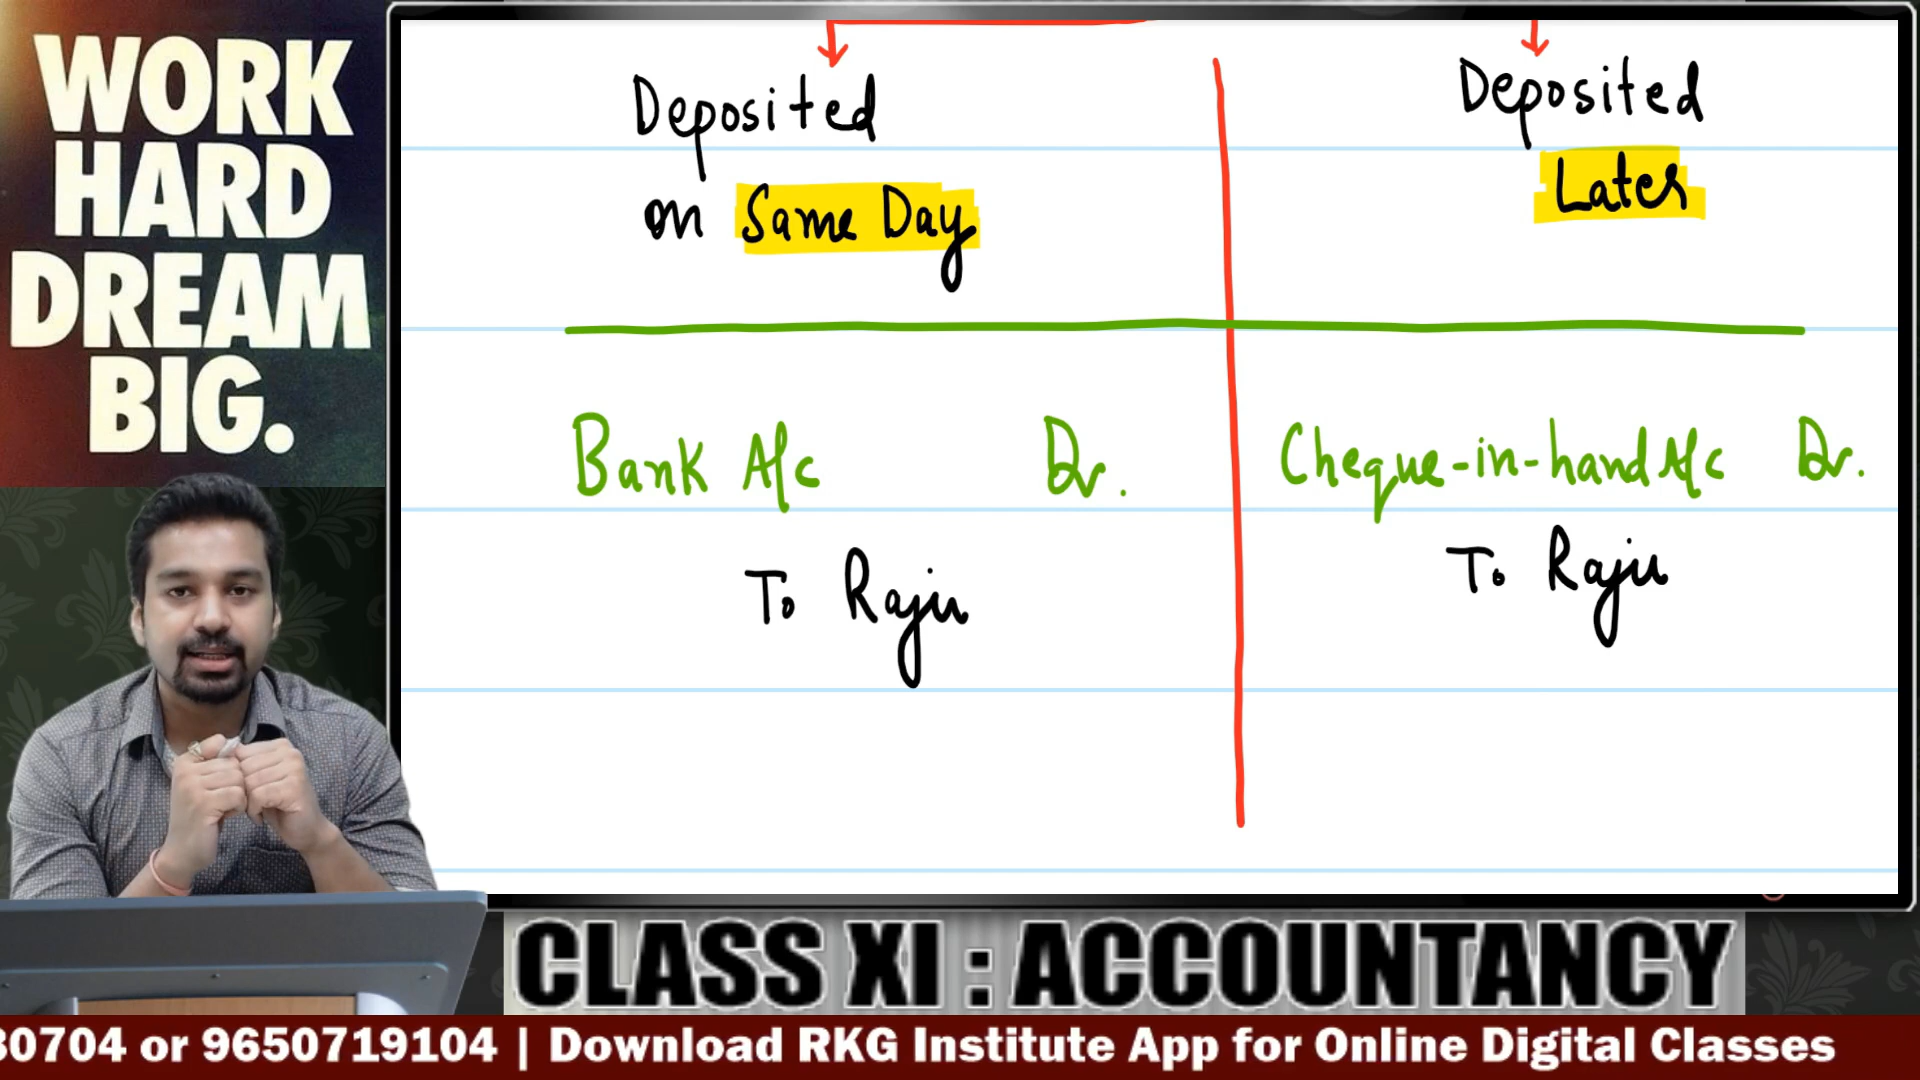 WORK
HARD
DREAM
BIG.
Deposited
on Same Day
Deposited
Later
Bank A/c Dr.
To Raju
Cheque-in-hand A/c Dr.
To Raju
CLASS XI : ACCOUNTANCY
30704 or 9650719104 | Download RKG Institute App for Online Digital Classes